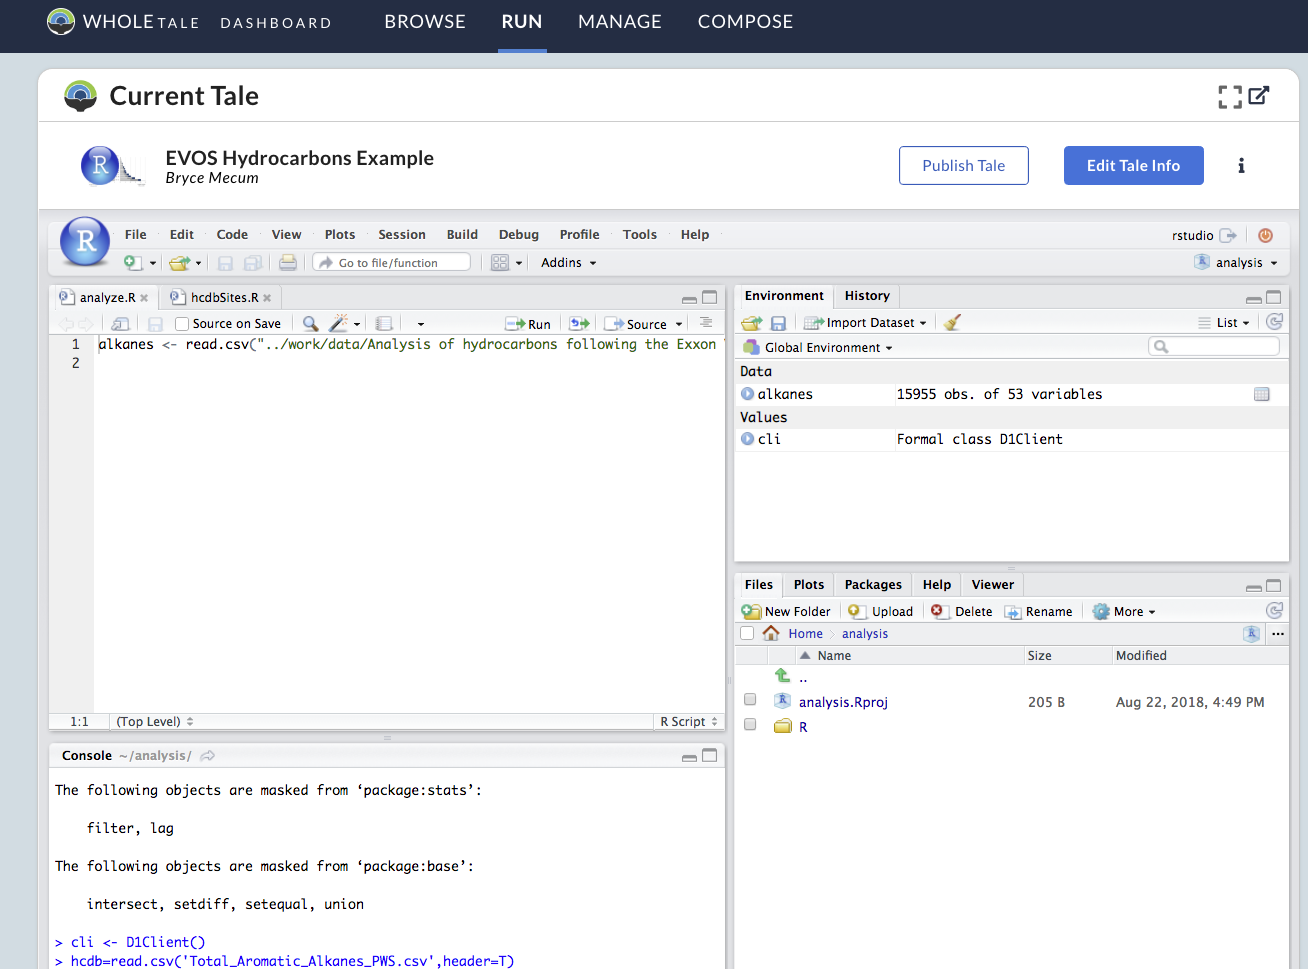 WHOLETALE DASHBOARD BROWSE RUN MANAGE COMPOSE
Current Tale
EVOS Hydrocarbons Example
Bryce Mecum
Publish Tale Edit Tale Info
File Edit Code View Plots Session Build Debug Profile Tools Help
rstudio
Go to file/function Addins
analysis
analyze.R hcdbSites.R
Source on Save Run Source
1 alkanes <- read.csv("../work/data/Analysis of hydrocarbons following the Exxon
2
1:1 (Top Level) R Script
Console ~/analysis/
The following objects are masked from ‘package:stats’:
filter, lag
The following objects are masked from ‘package:base’:
intersect, setdiff, setequal, union
> cli <- D1Client()
> hcdb=read.csv('Total_Aromatic_Alkanes_PWS.csv',header=T)
Environment History
Import Dataset List
Global Environment
Data
alkanes 15955 obs. of 53 variables
Values
cli Formal class D1Client
Files Plots Packages Help Viewer
New Folder Upload Delete Rename More
Home analysis
Name Size Modified
..
analysis.Rproj 205 B Aug 22, 2018, 4:49 PM
R